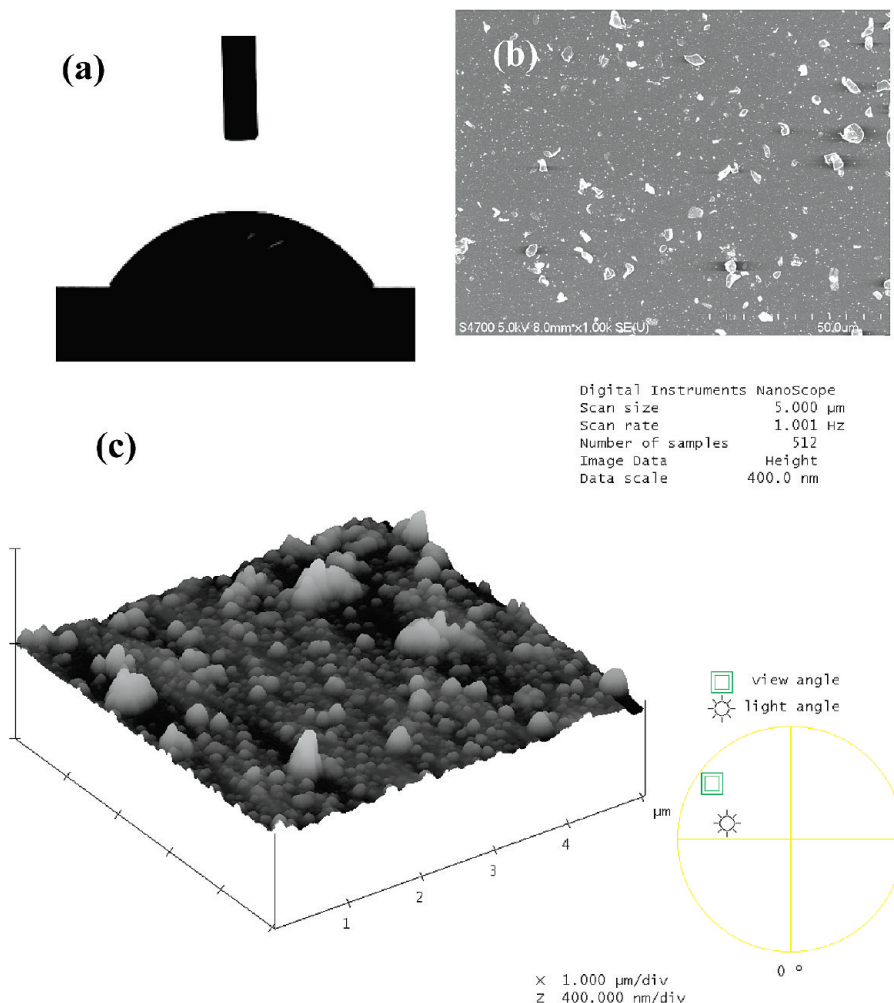 (a)
(b)
S4700 5.0kV 8.0mm x1.00k SE(U) 50.0um
Digital Instruments NanoScope
Scan size 5.000 µm
Scan rate 1.001 Hz
Number of samples 512
Image Data Height
Data scale 400.0 nm
(c)
view angle
light angle
µm
4
3
2
1
0 °
X 1.000 µm/div
Z 400.000 nm/div